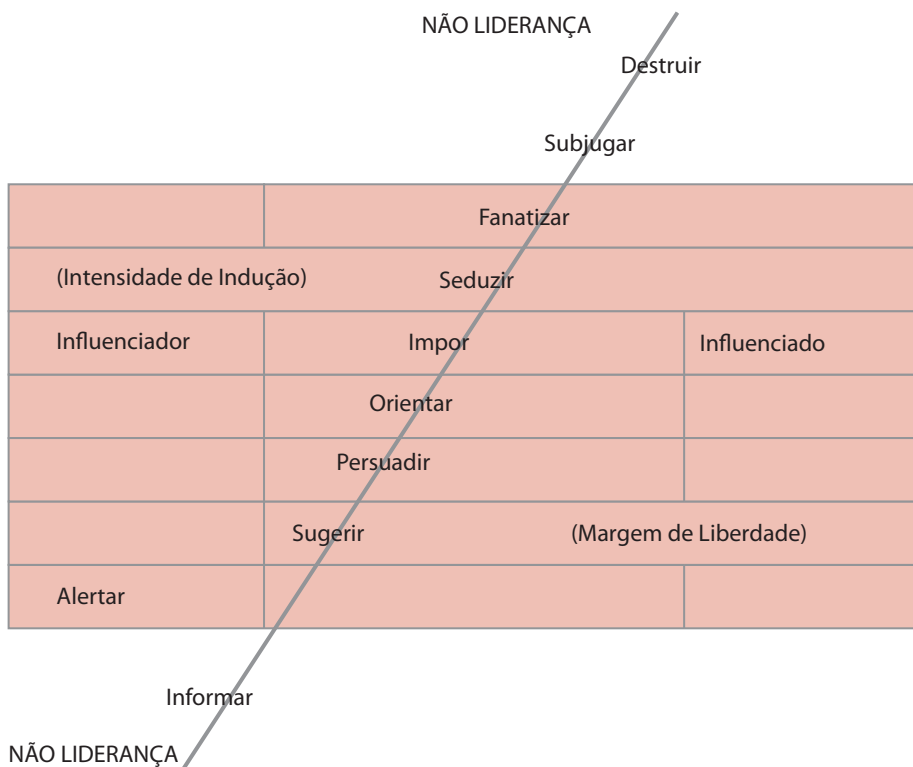 NÃO LIDERANÇA
Destruir
Subjugar
Fanatizar
(Intensidade de Indução) Seduzir
Influenciador Impor Influenciado
Orientar
Persuadir
Sugerir (Margem de Liberdade)
Alertar
Informar
NÃO LIDERANÇA